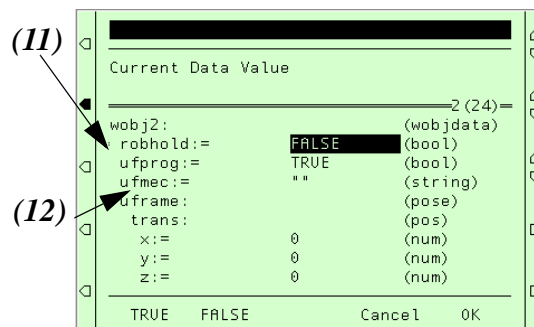 (11)
Current Data Value
2(24)
wobj2: (wobjdata)
robhold:= FALSE (bool)
ufprog:= TRUE (bool)
ufmec:= "" (string)
(12)
uframe: (pose)
trans: (pos)
x:= 0 (num)
y:= 0 (num)
z:= 0 (num)
TRUE FALSE Cancel OK